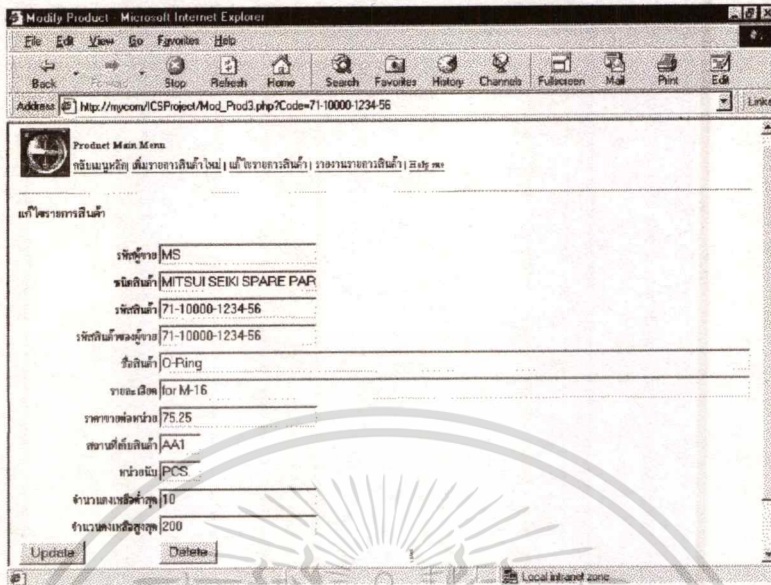 Modify Product - Microsoft Internet Explorer
File Edit View Go Favorites Help
Back Forward Stop Refresh Home Search Favorites History Channels Fullscreen Mail Print Edit
Address http://mycom/ICSProject/Mod_Prod3.php?Code=71-10000-1234-56 Links
Product Main Menu
กลับเมนูหลัก| เพิ่มรายการสินค้าใหม่ | แก้ไขรายการสินค้า | รายงานรายการสินค้า | Help me
แก้ไขรายการสินค้า
รหัสผู้ขาย MS
ชนิดสินค้า MITSUI SEIKI SPARE PAR
รหัสสินค้า 71-10000-1234-56
รหัสสินค้าของผู้ขาย 71-10000-1234-56
ชื่อสินค้า O-Ring
รายละเอียด for M-16
ราคาขายต่อหน่วย 75.25
สถานที่เก็บสินค้า AA1
หน่วยนับ PCS
จำนวนคงเหลือต่ำสุด 10
จำนวนคงเหลือสูงสุด 200
Update Delete
Local intranet zone